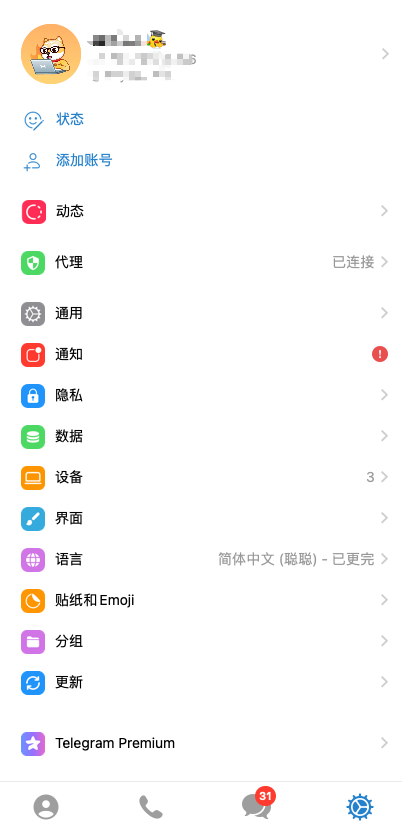 状态
添加账号
动态
代理 已连接
通用
通知 !
隐私
数据
设备 3
界面
语言 简体中文 (聪聪) - 已更完
贴纸和Emoji
分组
更新
Telegram Premium
31